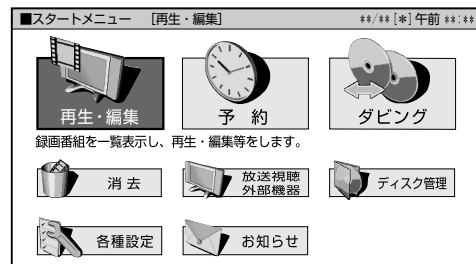 ■スタートメニュー [再生・編集] **/** [*] 午前 **:**
再生・編集
予 約
ダビング
録画番組を一覧表示し、再生・編集等をします。
消 去
放送視聴
外部機器
ディスク管理
各種設定
お知らせ